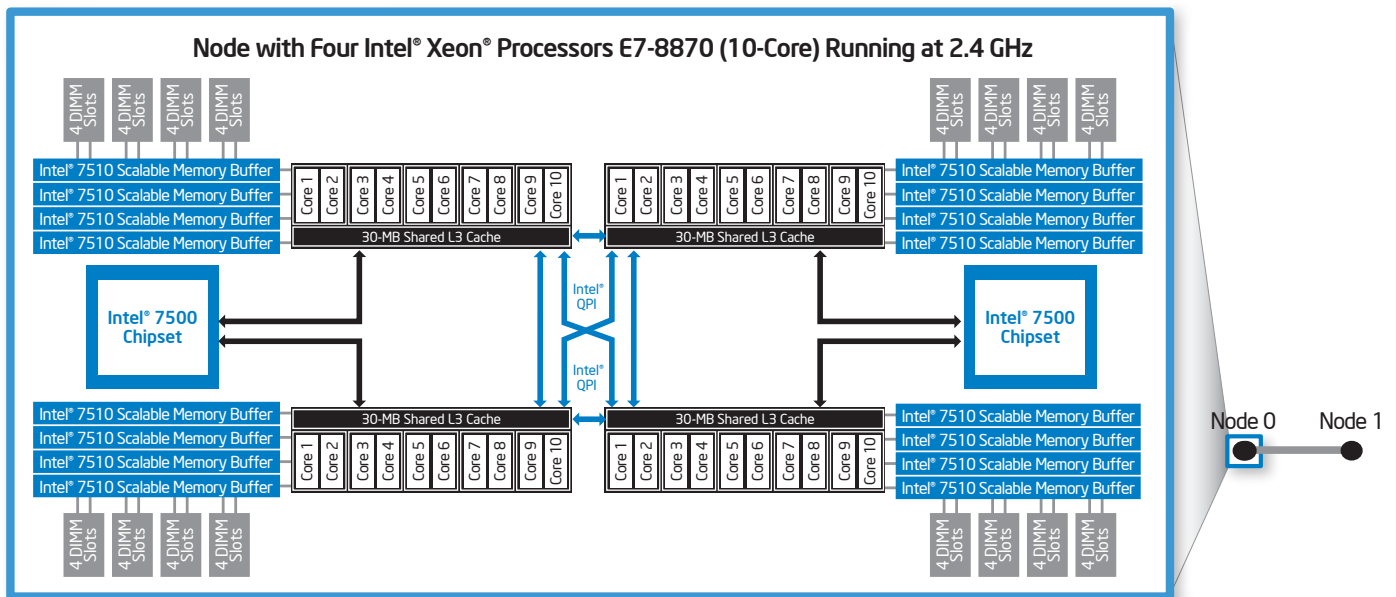 Node with Four Intel® Xeon® Processors E7-8870 (10-Core) Running at 2.4 GHz
4 DIMM
Slots
4 DIMM
Slots
4 DIMM
Slots
4 DIMM
Slots
4 DIMM
Slots
4 DIMM
Slots
4 DIMM
Slots
4 DIMM
Slots
Intel® 7510 Scalable Memory Buffer
Intel® 7510 Scalable Memory Buffer
Intel® 7510 Scalable Memory Buffer
Intel® 7510 Scalable Memory Buffer
Core 1
Core 2
Core 3
Core 4
Core 5
Core 6
Core 7
Core 8
Core 9
Core 10
30-MB Shared L3 Cache
Core 1
Core 2
Core 3
Core 4
Core 5
Core 6
Core 7
Core 8
Core 9
Core 10
30-MB Shared L3 Cache
Intel® 7510 Scalable Memory Buffer
Intel® 7510 Scalable Memory Buffer
Intel® 7510 Scalable Memory Buffer
Intel® 7510 Scalable Memory Buffer
Intel® 7500
Chipset
Intel®
QPI
Intel®
QPI
Intel® 7500
Chipset
Intel® 7510 Scalable Memory Buffer
Intel® 7510 Scalable Memory Buffer
Intel® 7510 Scalable Memory Buffer
Intel® 7510 Scalable Memory Buffer
30-MB Shared L3 Cache
Core 1
Core 2
Core 3
Core 4
Core 5
Core 6
Core 7
Core 8
Core 9
Core 10
30-MB Shared L3 Cache
Core 1
Core 2
Core 3
Core 4
Core 5
Core 6
Core 7
Core 8
Core 9
Core 10
Intel® 7510 Scalable Memory Buffer
Intel® 7510 Scalable Memory Buffer
Intel® 7510 Scalable Memory Buffer
Intel® 7510 Scalable Memory Buffer
4 DIMM
Slots
4 DIMM
Slots
4 DIMM
Slots
4 DIMM
Slots
4 DIMM
Slots
4 DIMM
Slots
4 DIMM
Slots
4 DIMM
Slots
Node 0
Node 1